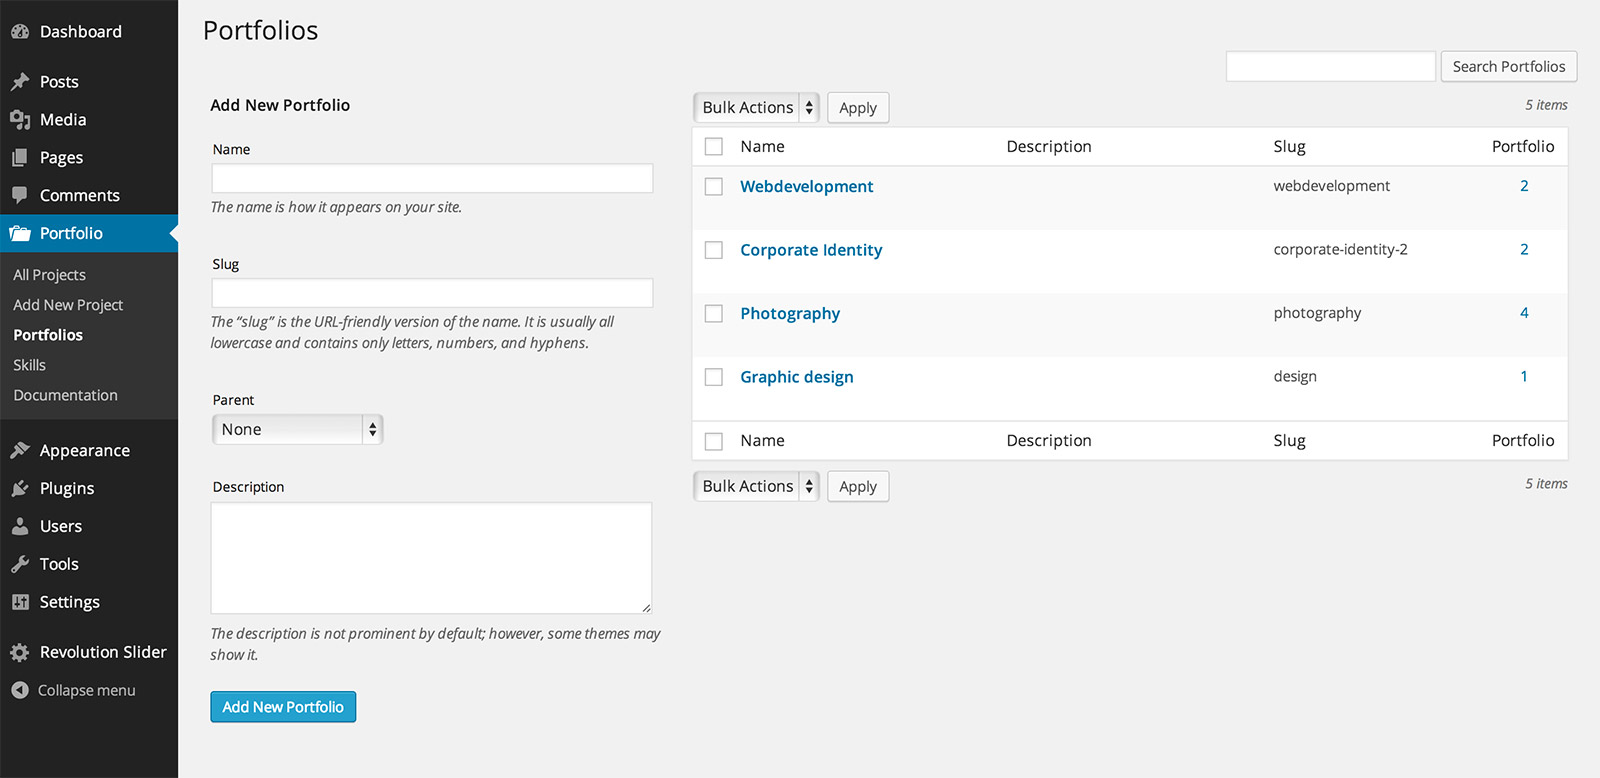 Dashboard
Posts
Media
Pages
Comments
Portfolio
All Projects
Add New Project
Portfolios
Skills
Documentation
Appearance
Plugins
Users
Tools
Settings
Revolution Slider
Collapse menu
Portfolios
Search Portfolios
Add New Portfolio
Name
The name is how it appears on your site.
Slug
The “slug” is the URL-friendly version of the name. It is usually all
lowercase and contains only letters, numbers, and hyphens.
Parent
None
Description
The description is not prominent by default; however, some themes may
show it.
Add New Portfolio
Bulk Actions Apply 5 items
Name Description Slug Portfolio
Webdevelopment webdevelopment 2
Corporate Identity corporate-identity-2 2
Photography photography 4
Graphic design design 1
Name Description Slug Portfolio
Bulk Actions Apply 5 items